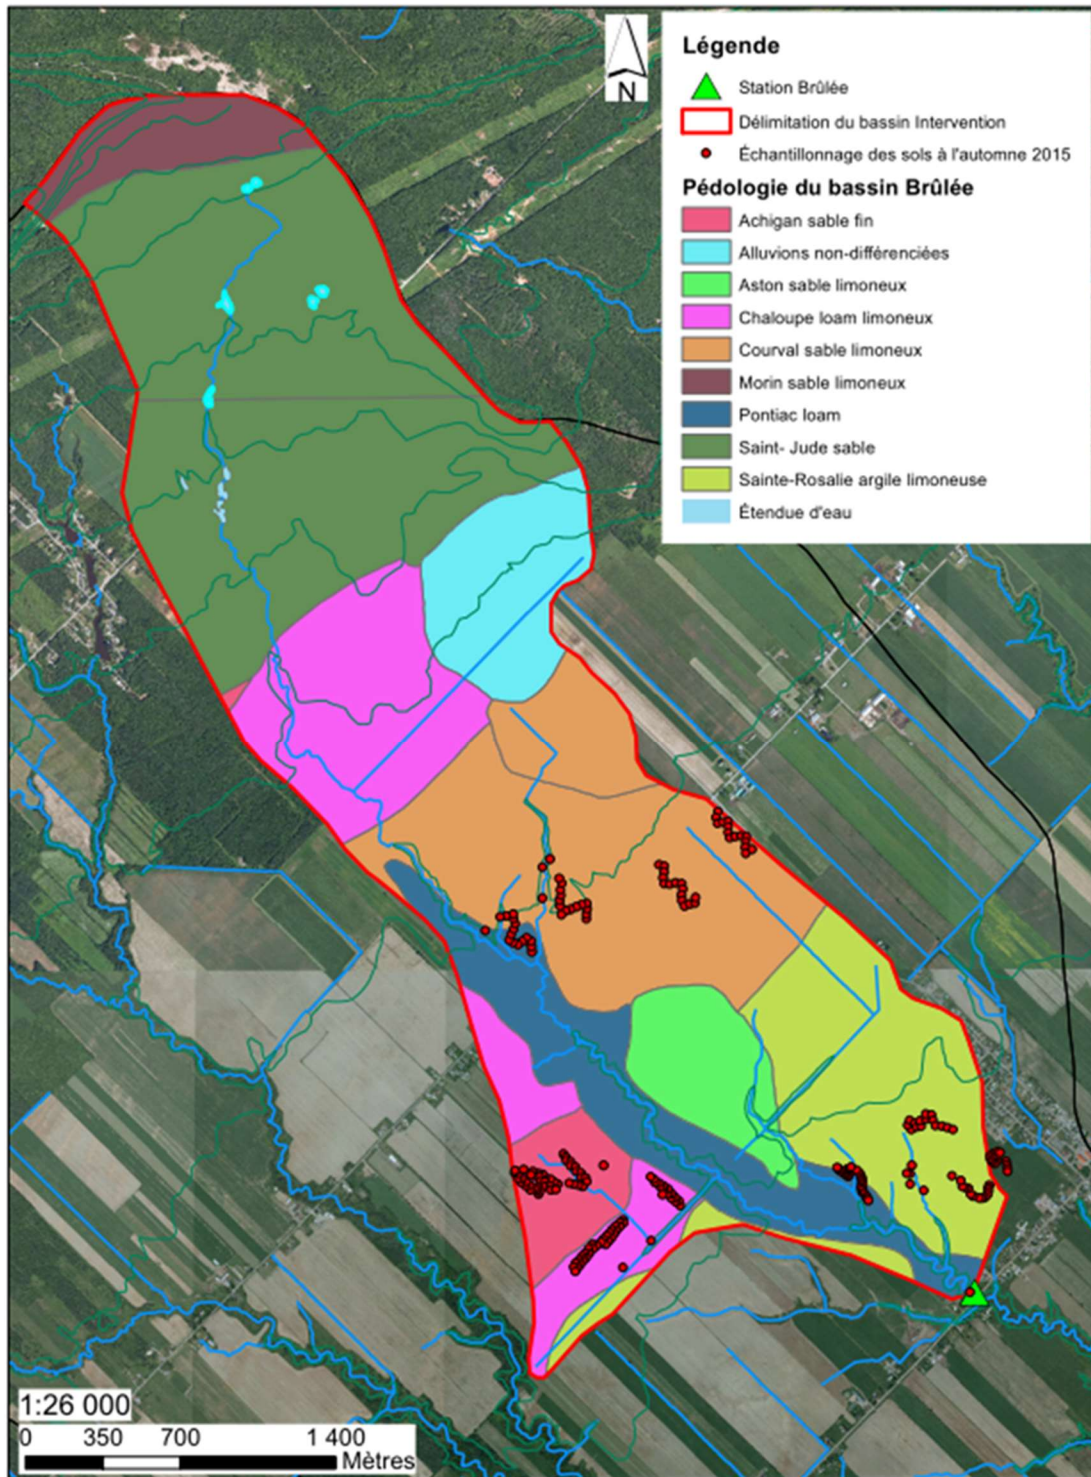 N
Légende
Station Brûlée
Délimitation du bassin Intervention
Échantillonnage des sols à l'automne 2015
Pédologie du bassin Brûlée
Achigan sable fin
Alluvions non-différenciées
Aston sable limoneux
Chaloupe loam limoneux
Courval sable limoneux
Morin sable limoneux
Pontiac loam
Saint- Jude sable
Sainte-Rosalie argile limoneuse
Étendue d'eau
1:26 000
0 350 700 1 400
Mètres